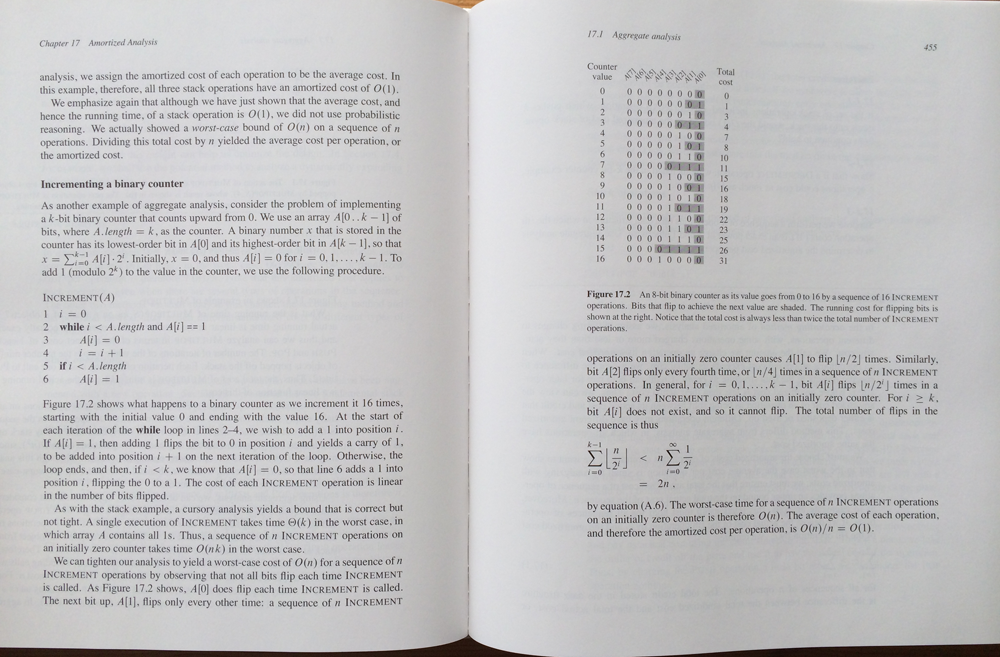 Chapter 17 Amortized Analysis
analysis, we assign the amortized cost of each operation to be the average cost. In
this example, therefore, all three stack operations have an amortized cost of O(1).
We emphasize again that although we have just shown that the average cost, and
hence the running time, of a stack operation is O(1), we did not use probabilistic
reasoning. We actually showed a worst-case bound of O(n) on a sequence of n
operations. Dividing this total cost by n yielded the average cost per operation, or
the amortized cost.
Incrementing a binary counter
As another example of aggregate analysis, consider the problem of implementing
a k-bit binary counter that counts upward from 0. We use an array A[0 . . k − 1] of
bits, where A.length = k, as the counter. A binary number x that is stored in the
counter has its lowest-order bit in A[0] and its highest-order bit in A[k − 1], so that
x = ∑_{i=0}^{k−1} A[i] · 2^i. Initially, x = 0, and thus A[i] = 0 for i = 0, 1, . . . , k − 1. To
add 1 (modulo 2^k) to the value in the counter, we use the following procedure.
INCREMENT(A)
1 i = 0
2 while i < A.length and A[i] == 1
3 A[i] = 0
4 i = i + 1
5 if i < A.length
6 A[i] = 1
Figure 17.2 shows what happens to a binary counter as we increment it 16 times,
starting with the initial value 0 and ending with the value 16. At the start of
each iteration of the while loop in lines 2–4, we wish to add a 1 into position i.
If A[i] = 1, then adding 1 flips the bit to 0 in position i and yields a carry of 1,
to be added into position i + 1 on the next iteration of the loop. Otherwise, the
loop ends, and then, if i < k, we know that A[i] = 0, so that line 6 adds a 1 into
position i, flipping the 0 to a 1. The cost of each INCREMENT operation is linear
in the number of bits flipped.
As with the stack example, a cursory analysis yields a bound that is correct but
not tight. A single execution of INCREMENT takes time Θ(k) in the worst case, in
which array A contains all 1s. Thus, a sequence of n INCREMENT operations on
an initially zero counter takes time O(nk) in the worst case.
We can tighten our analysis to yield a worst-case cost of O(n) for a sequence of n
INCREMENT operations by observing that not all bits flip each time INCREMENT
is called. As Figure 17.2 shows, A[0] does flip each time INCREMENT is called.
The next bit up, A[1], flips only every other time: a sequence of n INCREMENT
17.1 Aggregate analysis
455
Counter value A[7] A[6] A[5] A[4] A[3] A[2] A[1] A[0] Total cost
0 0 0 0 0 0 0 0 0 0
1 0 0 0 0 0 0 0 1 1
2 0 0 0 0 0 0 1 0 3
3 0 0 0 0 0 0 1 1 4
4 0 0 0 0 0 1 0 0 7
5 0 0 0 0 0 1 0 1 8
6 0 0 0 0 0 1 1 0 10
7 0 0 0 0 0 1 1 1 11
8 0 0 0 0 1 0 0 0 15
9 0 0 0 0 1 0 0 1 16
10 0 0 0 0 1 0 1 0 18
11 0 0 0 0 1 0 1 1 19
12 0 0 0 0 1 1 0 0 22
13 0 0 0 0 1 1 0 1 23
14 0 0 0 0 1 1 1 0 25
15 0 0 0 0 1 1 1 1 26
16 0 0 0 1 0 0 0 0 31
Figure 17.2 An 8-bit binary counter as its value goes from 0 to 16 by a sequence of 16 INCREMENT
operations. Bits that flip to achieve the next value are shaded. The running cost for flipping bits is
shown at the right. Notice that the total cost is always less than twice the total number of INCREMENT
operations.
operations on an initially zero counter causes A[1] to flip ⌊n/2⌋ times. Similarly,
bit A[2] flips only every fourth time, or ⌊n/4⌋ times in a sequence of n INCREMENT
operations. In general, for i = 0, 1, . . . , k − 1, bit A[i] flips ⌊n/2^i⌋ times in a
sequence of n INCREMENT operations on an initially zero counter. For i ≥ k,
bit A[i] does not exist, and so it cannot flip. The total number of flips in the
sequence is thus
∑_{i=0}^{k−1} ⌊n/2^i⌋ < n ∑_{i=0}^{∞} 1/2^i
= 2n ,
by equation (A.6). The worst-case time for a sequence of n INCREMENT operations
on an initially zero counter is therefore O(n). The average cost of each operation,
and therefore the amortized cost per operation, is O(n)/n = O(1).